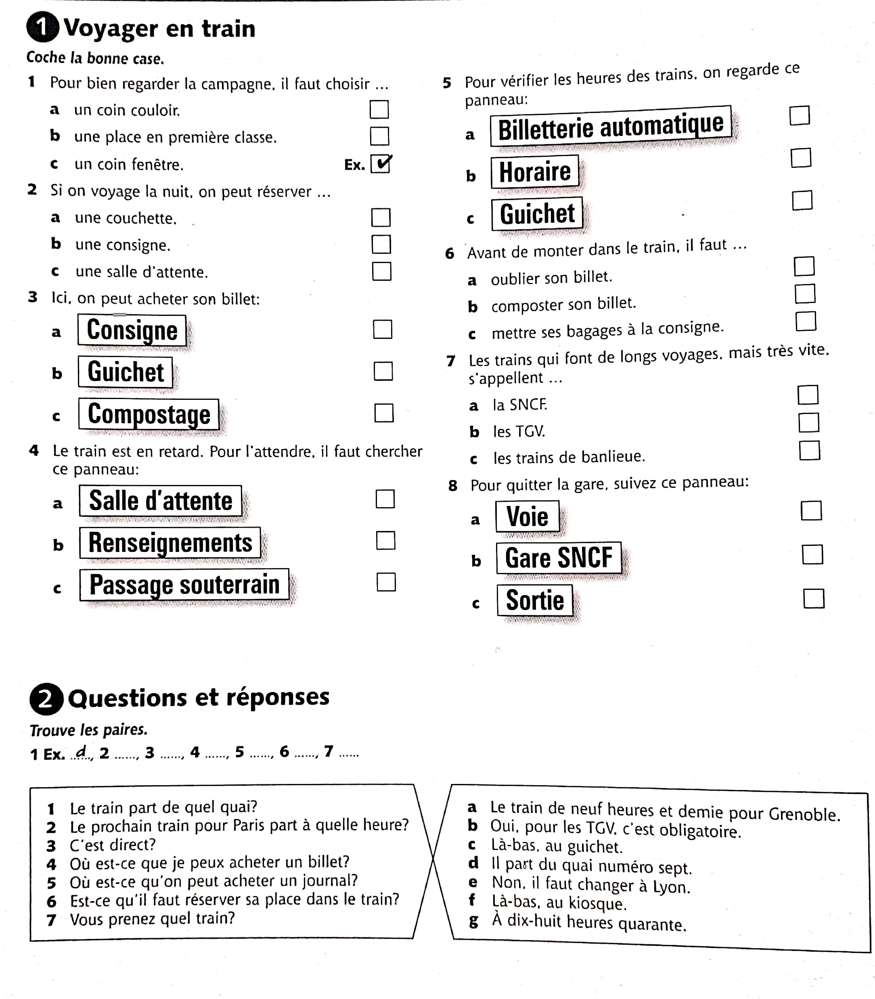 1 Voyager en train
Coche la bonne case.
1 Pour bien regarder la campagne, il faut choisir ...
a un coin couloir.
b une place en première classe.
c un coin fenêtre. Ex. ✔
2 Si on voyage la nuit, on peut réserver ...
a une couchette.
b une consigne.
c une salle d'attente.
3 Ici, on peut acheter son billet:
a Consigne
b Guichet
c Compostage
4 Le train est en retard. Pour l'attendre, il faut chercher
ce panneau:
a Salle d'attente
b Renseignements
c Passage souterrain
5 Pour vérifier les heures des trains, on regarde ce
panneau:
a Billetterie automatique
b Horaire
c Guichet
6 Avant de monter dans le train, il faut ...
a oublier son billet.
b composter son billet.
c mettre ses bagages à la consigne.
7 Les trains qui font de longs voyages, mais très vite,
s'appellent ...
a la SNCF.
b les TGV.
c les trains de banlieue.
8 Pour quitter la gare, suivez ce panneau:
a Voie
b Gare SNCF
c Sortie
2 Questions et réponses
Trouve les paires.
1 Ex. ..d.., 2 ......, 3 ......, 4 ......, 5 ......, 6 ......, 7 ......
1 Le train part de quel quai?
2 Le prochain train pour Paris part à quelle heure?
3 C'est direct?
4 Où est-ce que je peux acheter un billet?
5 Où est-ce qu'on peut acheter un journal?
6 Est-ce qu'il faut réserver sa place dans le train?
7 Vous prenez quel train?
a Le train de neuf heures et demie pour Grenoble.
b Oui, pour les TGV, c'est obligatoire.
c Là-bas, au guichet.
d Il part du quai numéro sept.
e Non, il faut changer à Lyon.
f Là-bas, au kiosque.
g À dix-huit heures quarante.